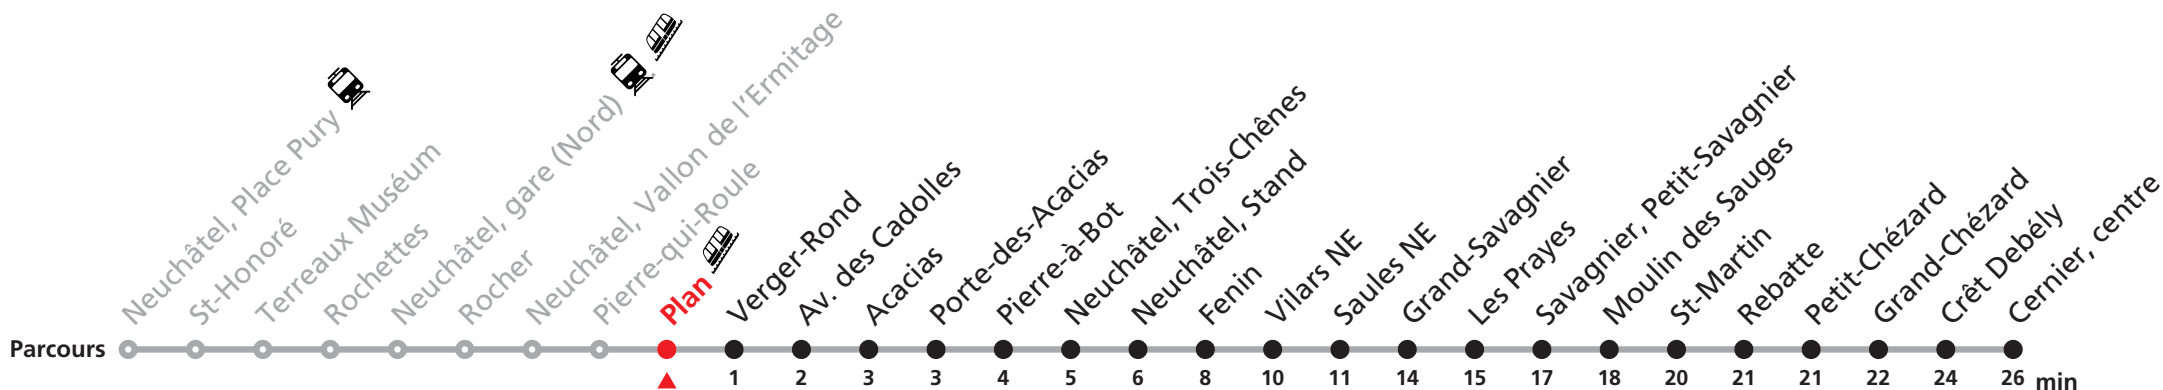 Neuchâtel, Place Pury
St-Honoré
Terreaux Muséum
Rochettes
Neuchâtel, gare (Nord)
Rocher
Neuchâtel, Vallon de l'Ermitage
Pierre-qui-Roule
Plan
Verger-Rond
Av. des Cadolles
Acacias
Porte-des-Acacias
Pierre-à-Bot
Neuchâtel, Trois-Chênes
Neuchâtel, Stand
Fenin
Vilars NE
Saules NE
Grand-Savagnier
Les Prayes
Savagnier, Petit-Savagnier
Moulin des Sauges
St-Martin
Rebatte
Petit-Chézard
Grand-Chézard
Crêt Debély
Cernier, centre
Parcours
1 2 3 3 4 5 6 8 10 11 14 15 17 18 20 21 21 22 24 26 min